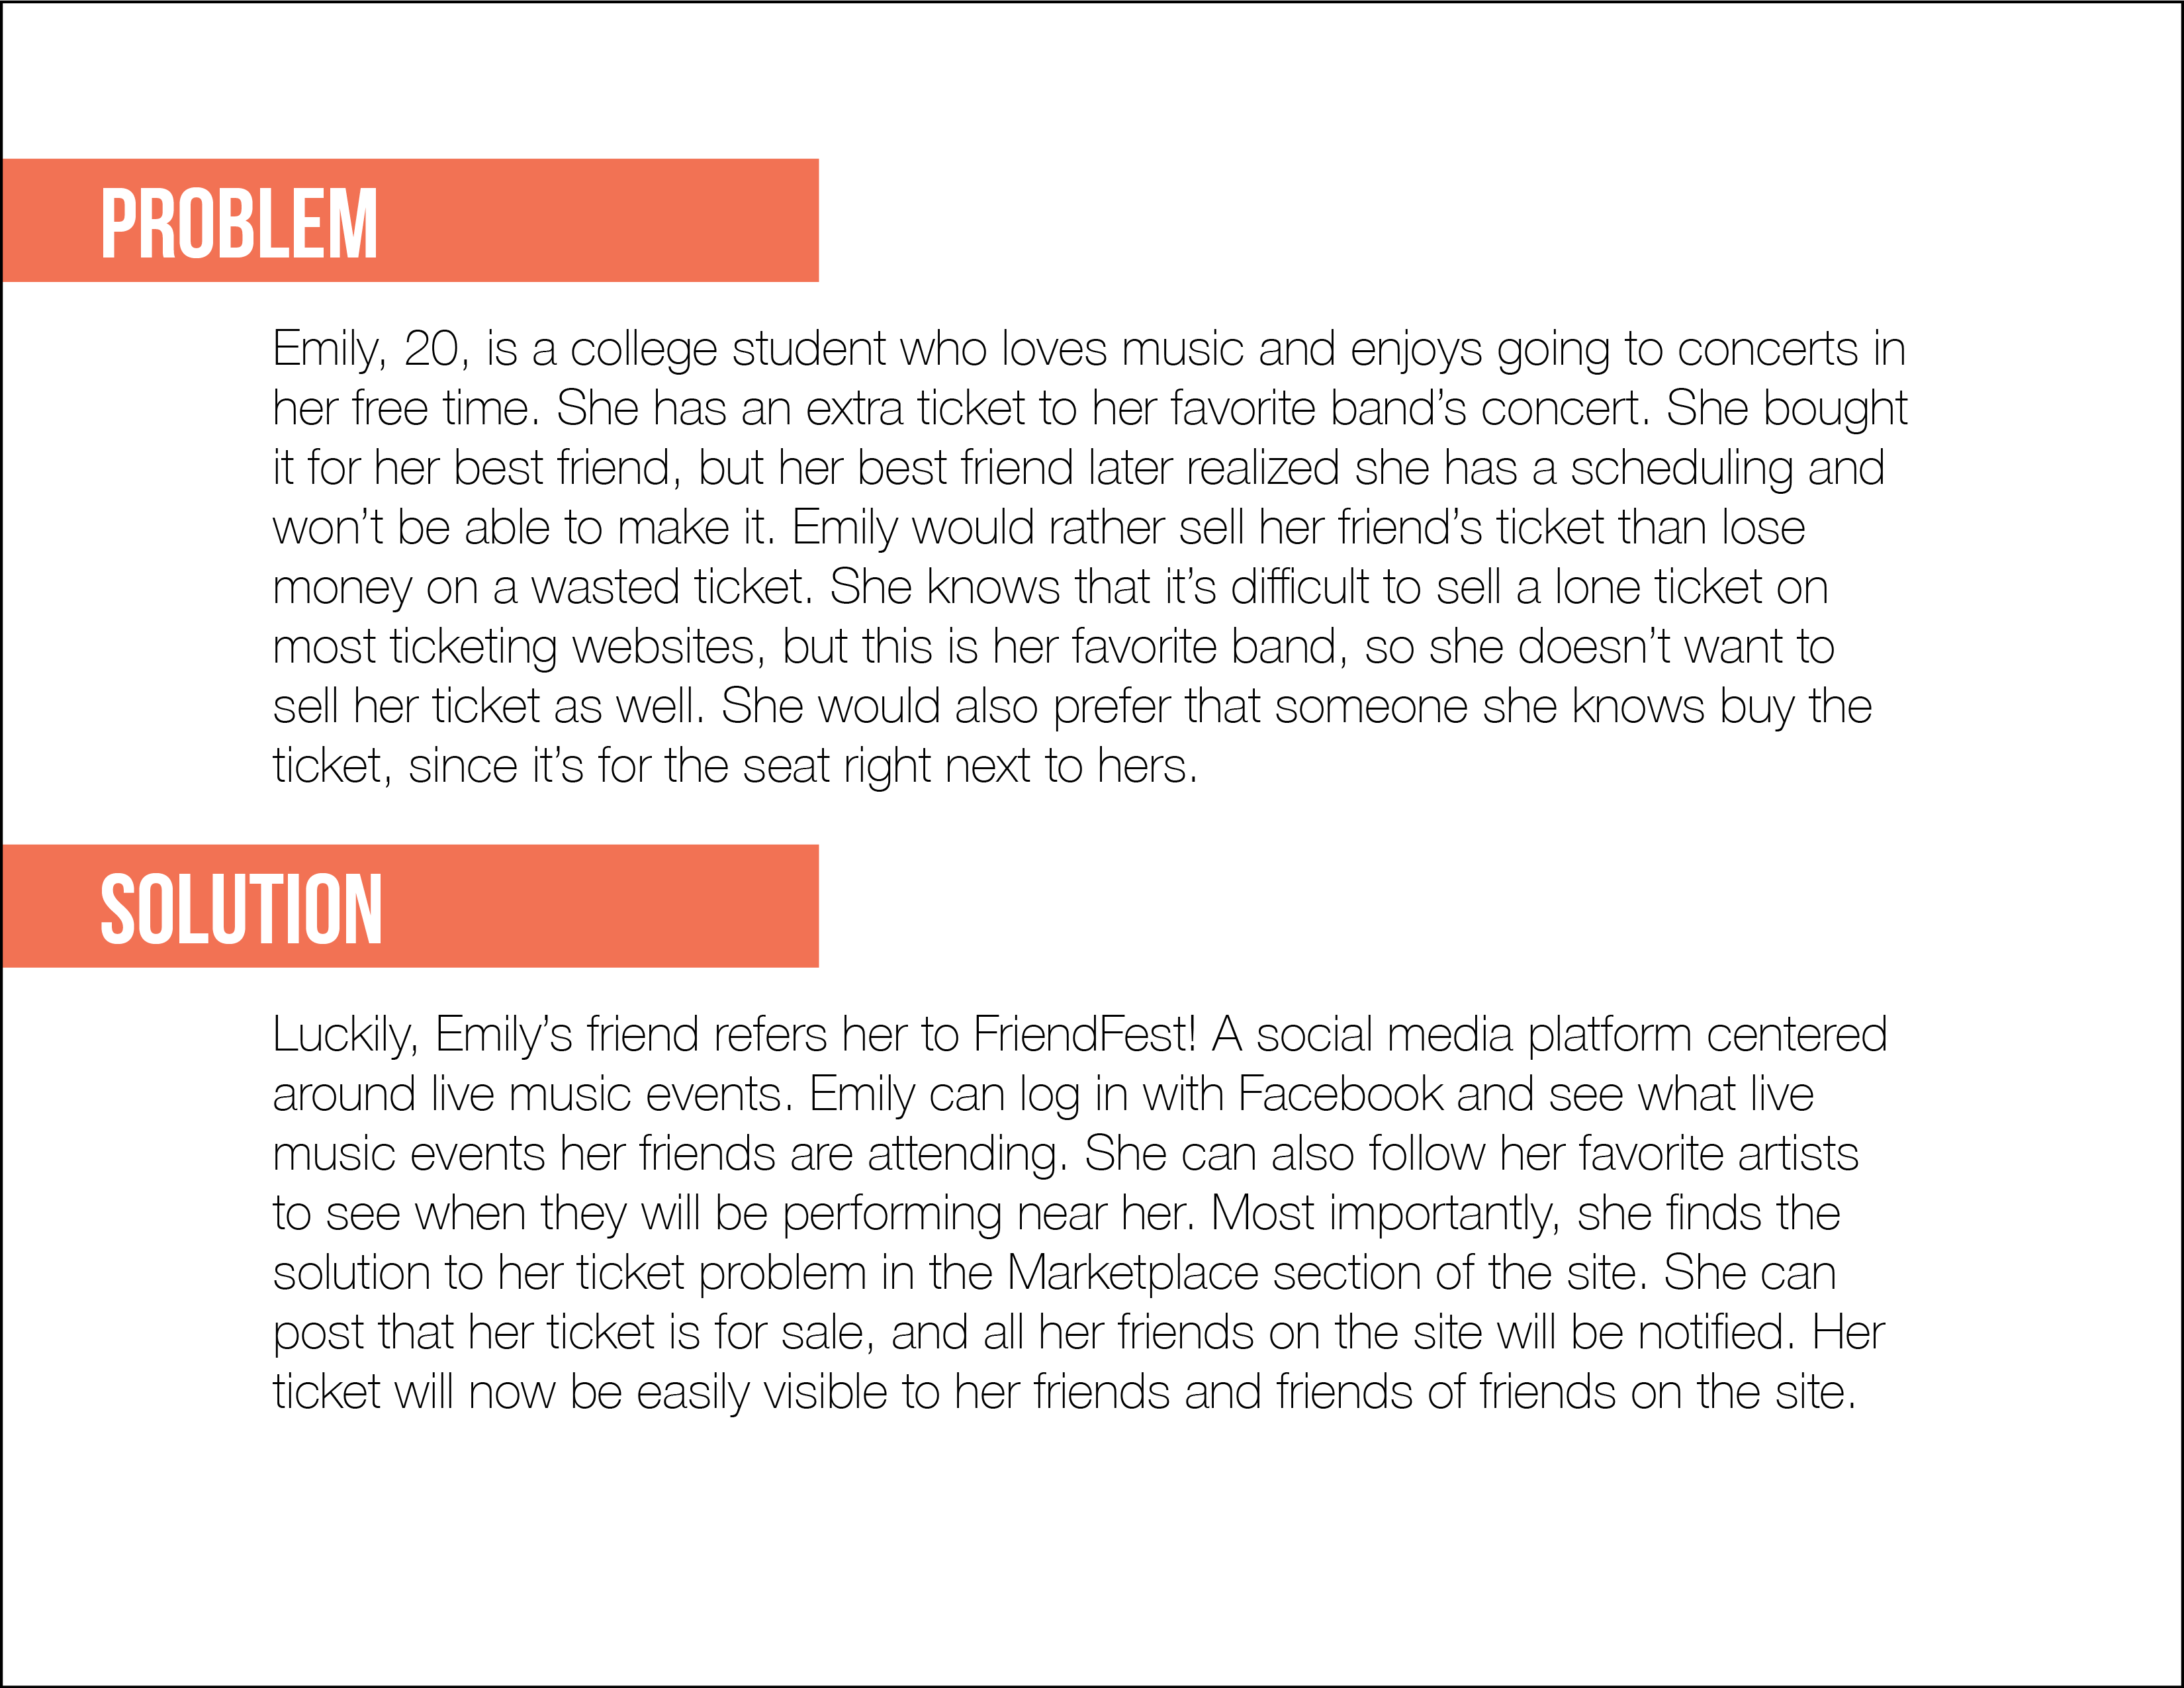 PROBLEM
Emily, 20, is a college student who loves music and enjoys going to concerts in
her free time. She has an extra ticket to her favorite band’s concert. She bought
it for her best friend, but her best friend later realized she has a scheduling and
won’t be able to make it. Emily would rather sell her friend’s ticket than lose
money on a wasted ticket. She knows that it’s difficult to sell a lone ticket on
most ticketing websites, but this is her favorite band, so she doesn’t want to
sell her ticket as well. She would also prefer that someone she knows buy the
ticket, since it’s for the seat right next to hers.
SOLUTION
Luckily, Emily’s friend refers her to FriendFest! A social media platform centered
around live music events. Emily can log in with Facebook and see what live
music events her friends are attending. She can also follow her favorite artists
to see when they will be performing near her. Most importantly, she finds the
solution to her ticket problem in the Marketplace section of the site. She can
post that her ticket is for sale, and all her friends on the site will be notified. Her
ticket will now be easily visible to her friends and friends of friends on the site.